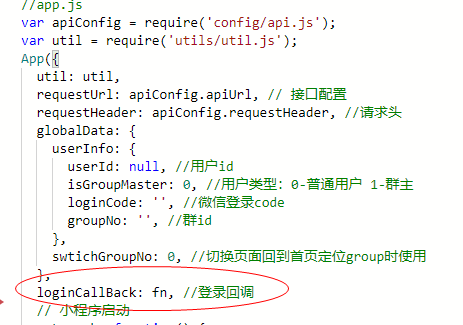 //app.js
var apiConfig = require('config/api.js');
var util = require('utils/util.js');
App({
util: util,
requestUrl: apiConfig.apiUrl, // 接口配置
requestHeader: apiConfig.requestHeader, //请求头
globalData: {
userInfo: {
userId: null, //用户id
isGroupMaster: 0, //用户类型：0-普通用户 1-群主
loginCode: '', //微信登录code
groupNo: '', //群id
},
swtichGroupNo: 0, //切换页面回到首页定位group时使用
},
loginCallBack: fn, //登录回调
// 小程序启动